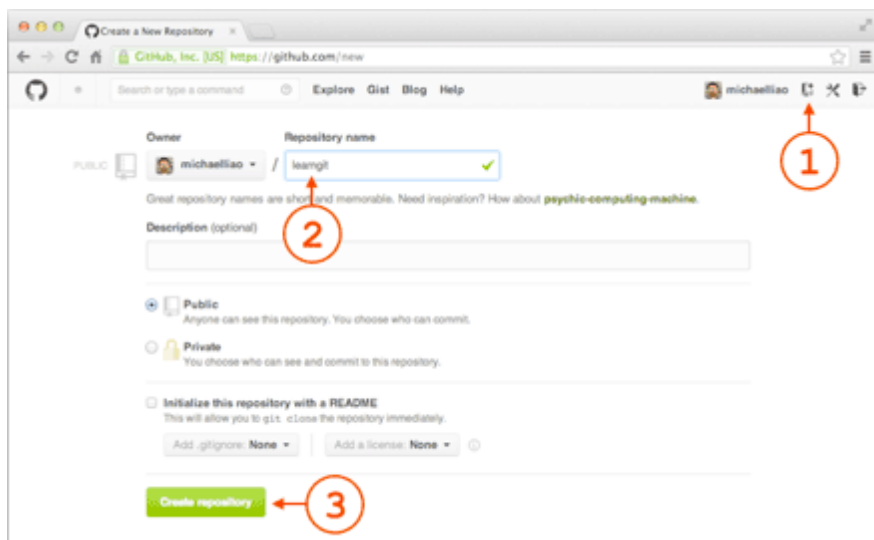 Create a New Repository
GitHub, Inc. [US] https://github.com/new
Search or type a command Explore Gist Blog Help michaelliao
1
Owner Repository name
PUBLIC michaelliao / learngit
Great repository names are short and memorable. Need inspiration? How about psychic-computing-machine.
2
Description (optional)
Public
Anyone can see this repository. You choose who can commit.
Private
You choose who can see and commit to this repository.
Initialize this repository with a README
This will allow you to git clone the repository immediately.
Add .gitignore: None Add a license: None
Create repository
3